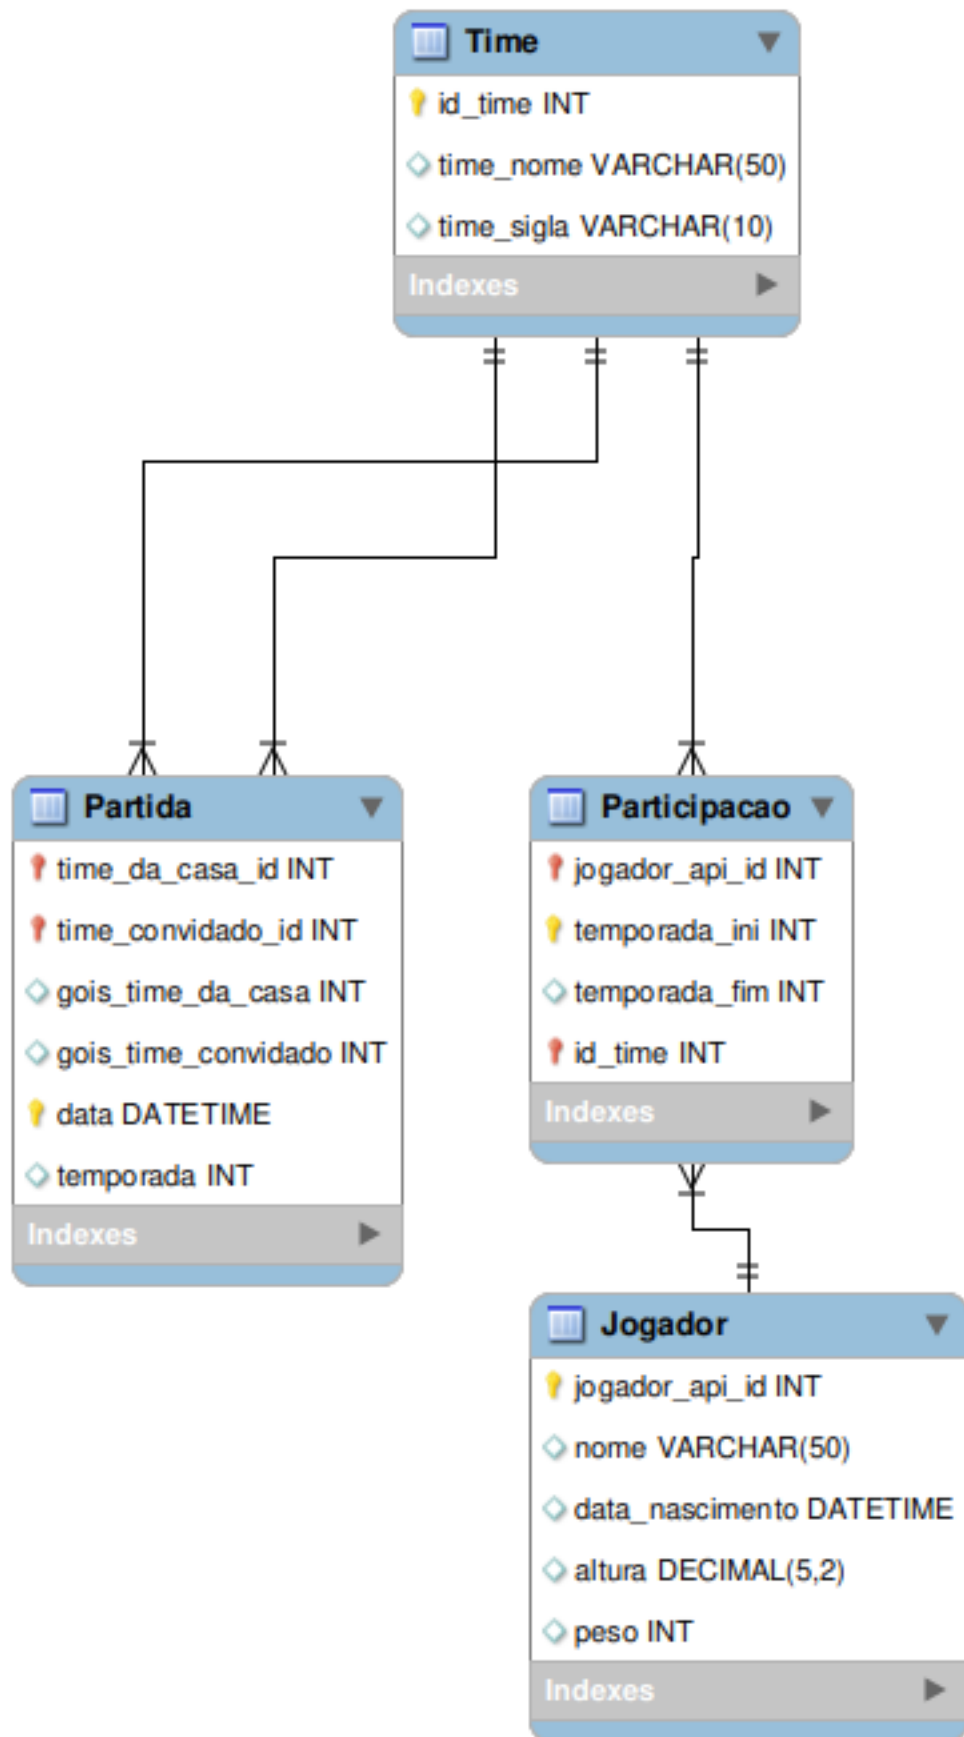 Time
id_time INT
time_nome VARCHAR(50)
time_sigla VARCHAR(10)
Indexes
Partida
time_da_casa_id INT
time_convidado_id INT
gois_time_da_casa INT
gois_time_convidado INT
data DATETIME
temporada INT
Indexes
Participacao
jogador_api_id INT
temporada_ini INT
temporada_fim INT
id_time INT
Indexes
Jogador
jogador_api_id INT
nome VARCHAR(50)
data_nascimento DATETIME
altura DECIMAL(5,2)
peso INT
Indexes